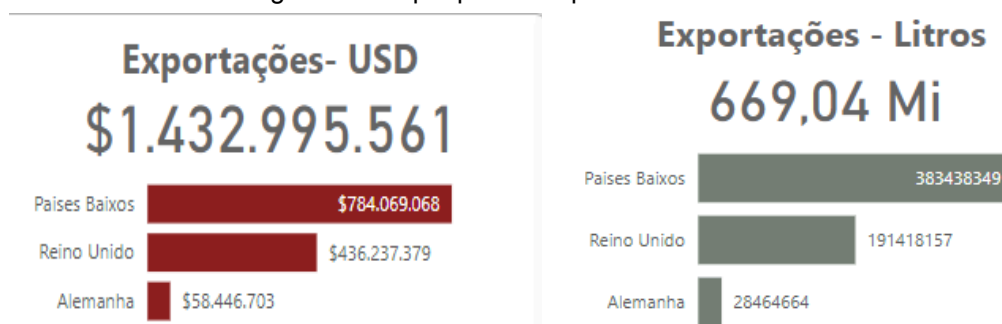 Exportações- USD
$1.432.995.561
Paises Baixos $784.069.068
Reino Unido $436.237.379
Alemanha $58.446.703
Exportações - Litros
669,04 Mi
Paises Baixos 383438349
Reino Unido 191418157
Alemanha 28464664